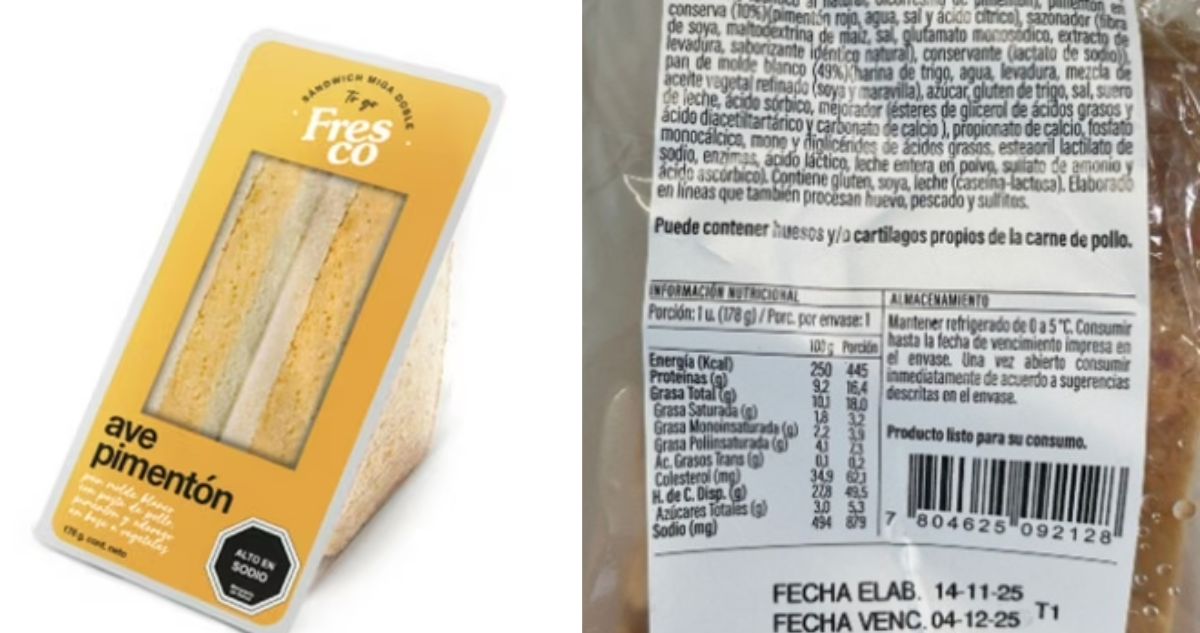 SÁNDWICH MIGA DOBLE
To go
Fres
co
ave
pimentón
pan molde blanco
con pasta de pollo,
pimentón y aderezo
en base a vegetales
178 g. cont. neto
ALTO EN
SODIO
Ministerio
de Salud
al natural, pimentón en
conserva (10%)(pimentón rojo, agua, sal y ácido cítrico), sazonador (fibra
de soya, maltodextrina de maíz, sal, glutamato monosódico, extracto de
levadura, saborizante idéntico natural), conservante (lactato de sodio)),
pan de molde blanco (49%)(harina de trigo, agua, levadura, mezcla de
aceite vegetal refinado (soya y maravilla), azúcar, gluten de trigo, sal, suero
de leche, ácido sórbico, mejorador (ésteres de glicerol de ácidos grasos y
ácido diacetiltartárico y carbonato de calcio ), propionato de calcio, fosfato
monocálcico, mono y diglicéridos de ácidos grasos, estearoil lactilato de
sodio, enzimas, ácido láctico, leche entera en polvo, sulfato de amonio y
ácido ascórbico). Contiene gluten, soya, leche (caseína-lactosa). Elaborado
en líneas que también procesan huevo, pescado y sulfitos.
Puede contener huesos y/o cartílagos propios de la carne de pollo.
INFORMACIÓN NUTRICIONAL
Porción: 1 u. (178 g) / Porc. por envase: 1
100 g Porción
Energía (Kcal) 250 445
Proteínas (g) 9,2 16,4
Grasa Total (g) 10,1 18,0
Grasa Saturada (g) 1,8 3,2
Grasa Monoinsaturada (g) 2,2 3,9
Grasa Poliinsaturada (g) 4,1 7,3
Ác. Grasos Trans (g) 0,1 0,2
Colesterol (mg) 34,9 62,1
H. de C. Disp. (g) 27,8 49,5
Azúcares Totales (g) 3,0 5,3
Sodio (mg) 494 879
ALMACENAMIENTO
Mantener refrigerado de 0 a 5 °C. Consumir
hasta la fecha de vencimiento impresa en
el envase. Una vez abierto consumir
inmediatamente de acuerdo a sugerencias
descritas en el envase.
Producto listo para su consumo.
7 804625 092128
FECHA ELAB. 14-11-25
FECHA VENC. 04-12-25 T1